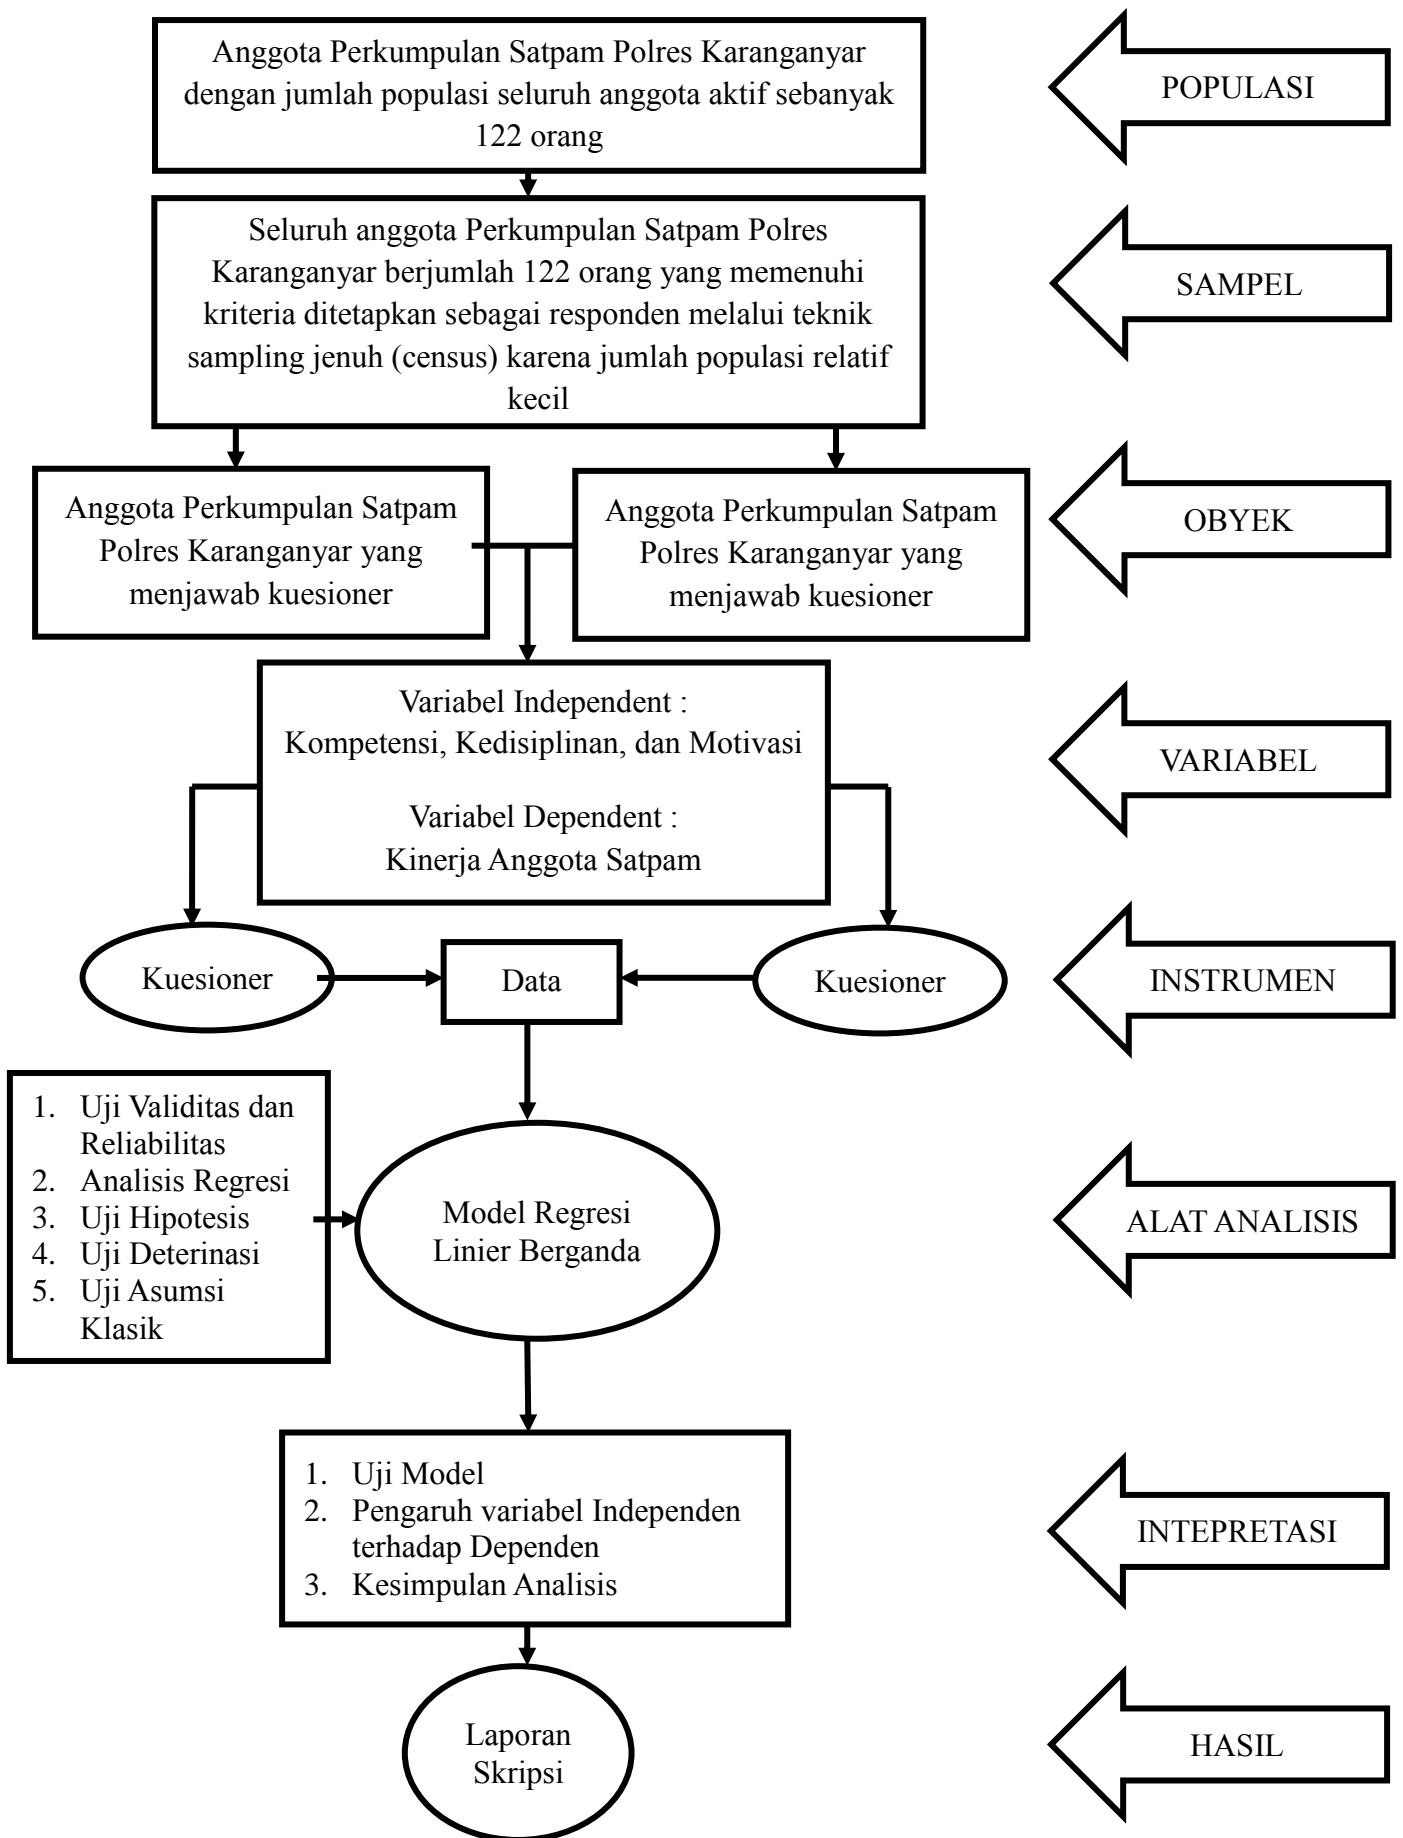 Anggota Perkumpulan Satpam Polres Karanganyar
dengan jumlah populasi seluruh anggota aktif sebanyak
122 orang
POPULASI
Seluruh anggota Perkumpulan Satpam Polres
Karanganyar berjumlah 122 orang yang memenuhi
kriteria ditetapkan sebagai responden melalui teknik
sampling jenuh (census) karena jumlah populasi relatif
kecil
SAMPEL
Anggota Perkumpulan Satpam
Polres Karanganyar yang
menjawab kuesioner
Anggota Perkumpulan Satpam
Polres Karanganyar yang
menjawab kuesioner
OBYEK
Variabel Independent :
Kompetensi, Kedisiplinan, dan Motivasi
Variabel Dependent :
Kinerja Anggota Satpam
VARIABEL
Kuesioner
Data
Kuesioner
INSTRUMEN
1. Uji Validitas dan
Reliabilitas
2. Analisis Regresi
3. Uji Hipotesis
4. Uji Deterinasi
5. Uji Asumsi
Klasik
Model Regresi
Linier Berganda
ALAT ANALISIS
1. Uji Model
2. Pengaruh variabel Independen
terhadap Dependen
3. Kesimpulan Analisis
INTEPRETASI
Laporan
Skripsi
HASIL